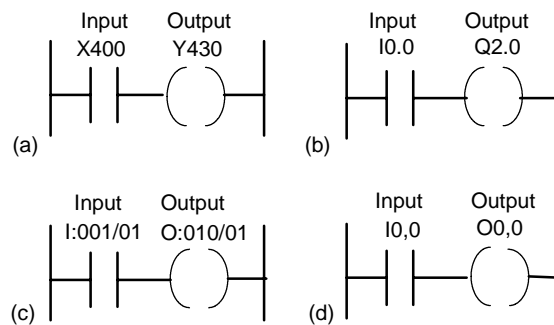 Input Output
X400 Y430
(a)
Input Output
I0.0 Q2.0
(b)
Input Output
I:001/01 O:010/01
(c)
Input Output
I0,0 O0,0
(d)